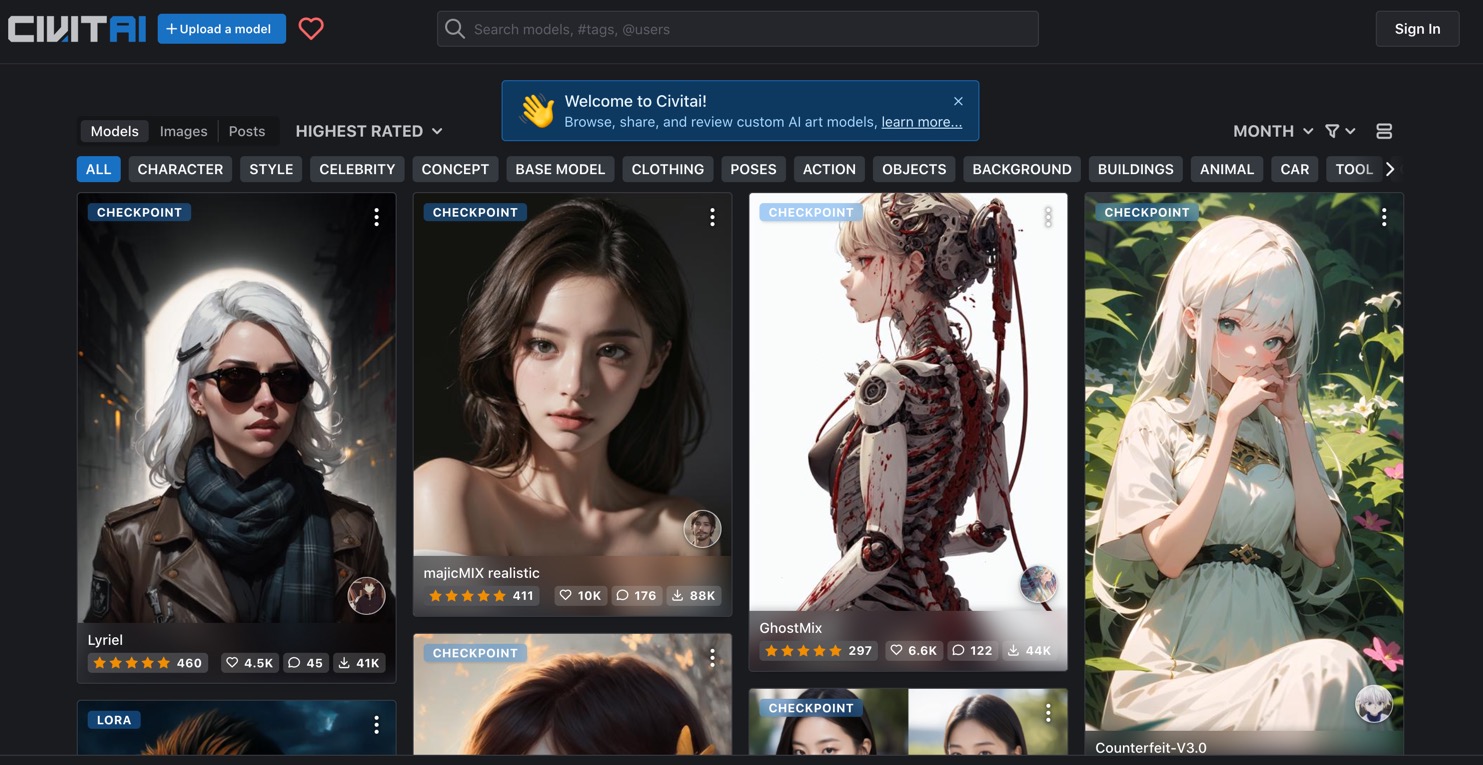 CIVITAI
+ Upload a model
Search models, #tags, @users
Sign In
Welcome to Civitai!
Browse, share, and review custom AI art models, learn more...
Models Images Posts HIGHEST RATED
MONTH
ALL CHARACTER STYLE CELEBRITY CONCEPT BASE MODEL CLOTHING POSES ACTION OBJECTS BACKGROUND BUILDINGS ANIMAL CAR TOOL
CHECKPOINT
Lyriel
460 4.5K 45 41K
LORA
CHECKPOINT
majicMIX realistic
411 10K 176 88K
CHECKPOINT
CHECKPOINT
GhostMix
297 6.6K 122 44K
CHECKPOINT
CHECKPOINT
Counterfeit-V3.0